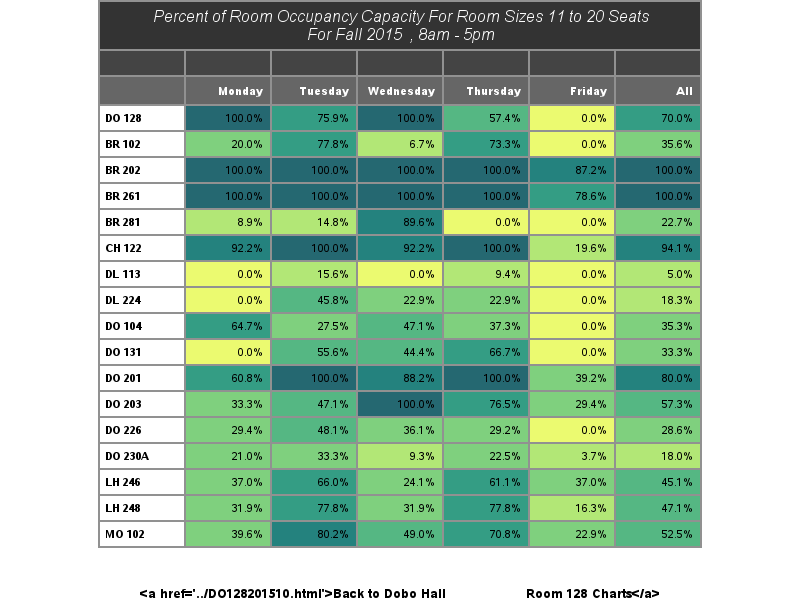 Percent of Room Occupancy Capacity For Room Sizes 11 to 20 Seats
For Fall 2015 , 8am - 5pm
Monday Tuesday Wednesday Thursday Friday All
DO 128 100.0% 75.9% 100.0% 57.4% 0.0% 70.0%
BR 102 20.0% 77.8% 6.7% 73.3% 0.0% 35.6%
BR 202 100.0% 100.0% 100.0% 100.0% 87.2% 100.0%
BR 261 100.0% 100.0% 100.0% 100.0% 78.6% 100.0%
BR 281 8.9% 14.8% 89.6% 0.0% 0.0% 22.7%
CH 122 92.2% 100.0% 92.2% 100.0% 19.6% 94.1%
DL 113 0.0% 15.6% 0.0% 9.4% 0.0% 5.0%
DL 224 0.0% 45.8% 22.9% 22.9% 0.0% 18.3%
DO 104 64.7% 27.5% 47.1% 37.3% 0.0% 35.3%
DO 131 0.0% 55.6% 44.4% 66.7% 0.0% 33.3%
DO 201 60.8% 100.0% 88.2% 100.0% 39.2% 80.0%
DO 203 33.3% 47.1% 100.0% 76.5% 29.4% 57.3%
DO 226 29.4% 48.1% 36.1% 29.2% 0.0% 28.6%
DO 230A 21.0% 33.3% 9.3% 22.5% 3.7% 18.0%
LH 246 37.0% 66.0% 24.1% 61.1% 37.0% 45.1%
LH 248 31.9% 77.8% 31.9% 77.8% 16.3% 47.1%
MO 102 39.6% 80.2% 49.0% 70.8% 22.9% 52.5%
<a href='../DO128201510.html'>Back to Dobo Hall Room 128 Charts</a>